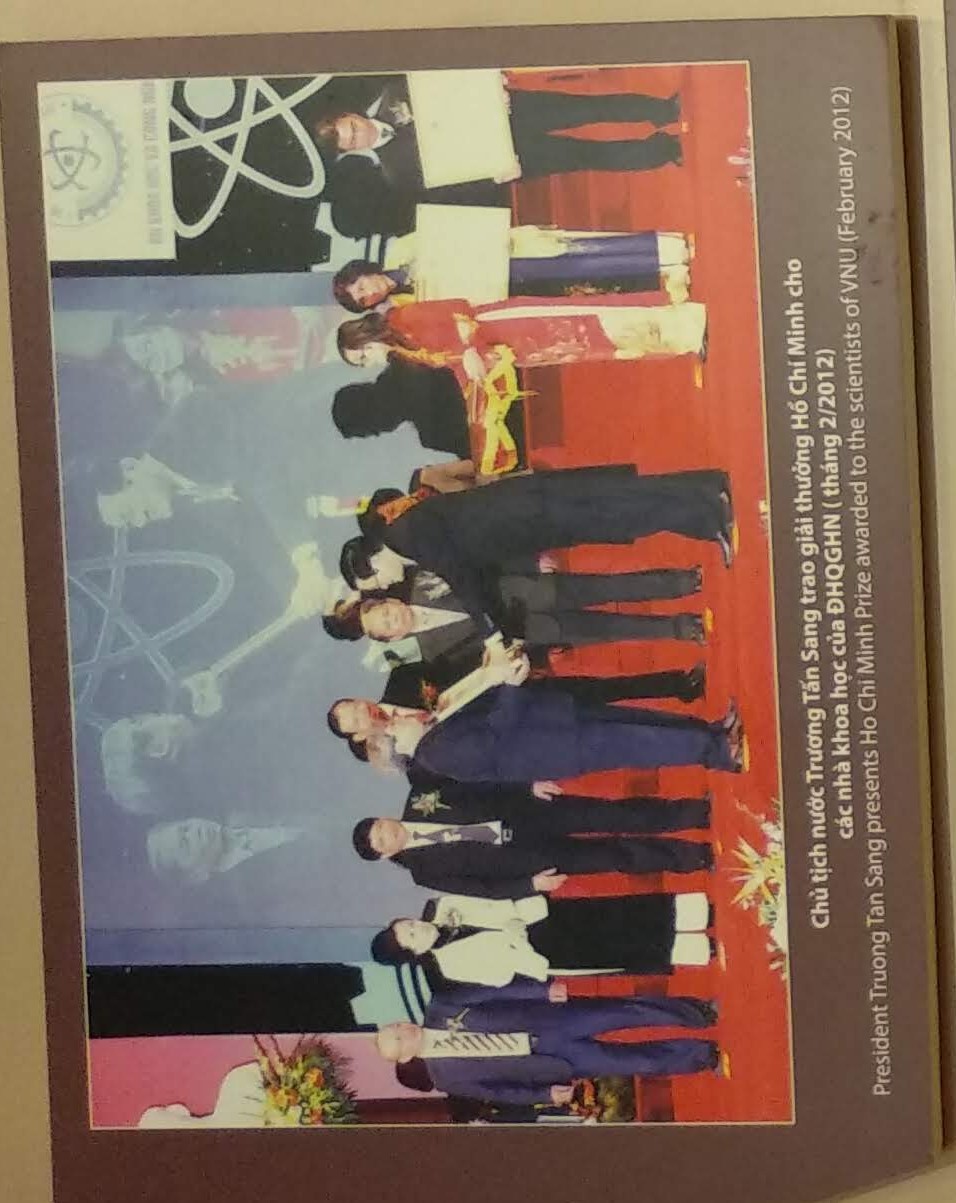 Chủ tịch nước Trương Tấn Sang trao giải thưởng Hồ Chí Minh cho
các nhà khoa học của ĐHQGHN ( tháng 2/2012)
President Truong Tan Sang presents Ho Chi Minh Prize awarded to the scientists of VNU (February 2012)